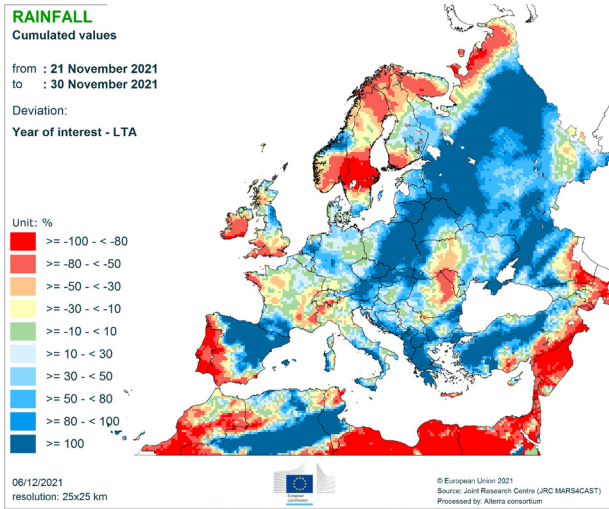 RAINFALL
Cumulated values
from : 21 November 2021
to : 30 November 2021
Deviation:
Year of interest - LTA
Unit: %
>= -100 - < -80
>= -80 - < -50
>= -50 - < -30
>= -30 - < -10
>= -10 - < 10
>= 10 - < 30
>= 30 - < 50
>= 50 - < 80
>= 80 - < 100
>= 100
06/12/2021
resolution: 25x25 km
European
Commission
© European Union 2021
Source: Joint Research Centre (JRC MARS4CAST)
Processed by: Alterra consortium